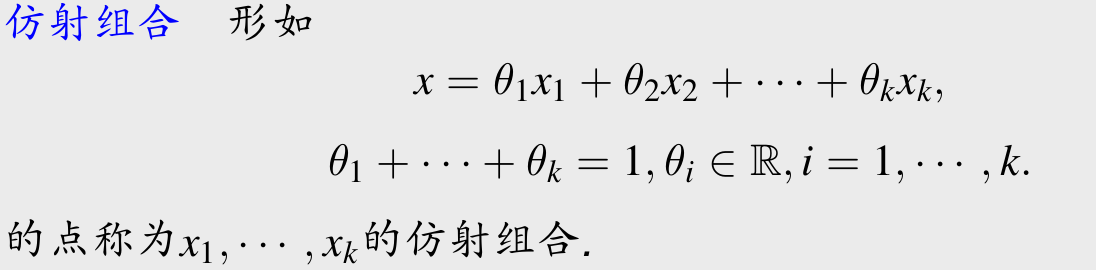 仿射组合 形如
x = θ₁x₁ + θ₂x₂ + ⋯ + θₖxₖ,
θ₁ + ⋯ + θₖ = 1, θᵢ ∈ ℝ, i = 1, ⋯ , k.
的点称为x₁, ⋯ , xₖ的仿射组合.